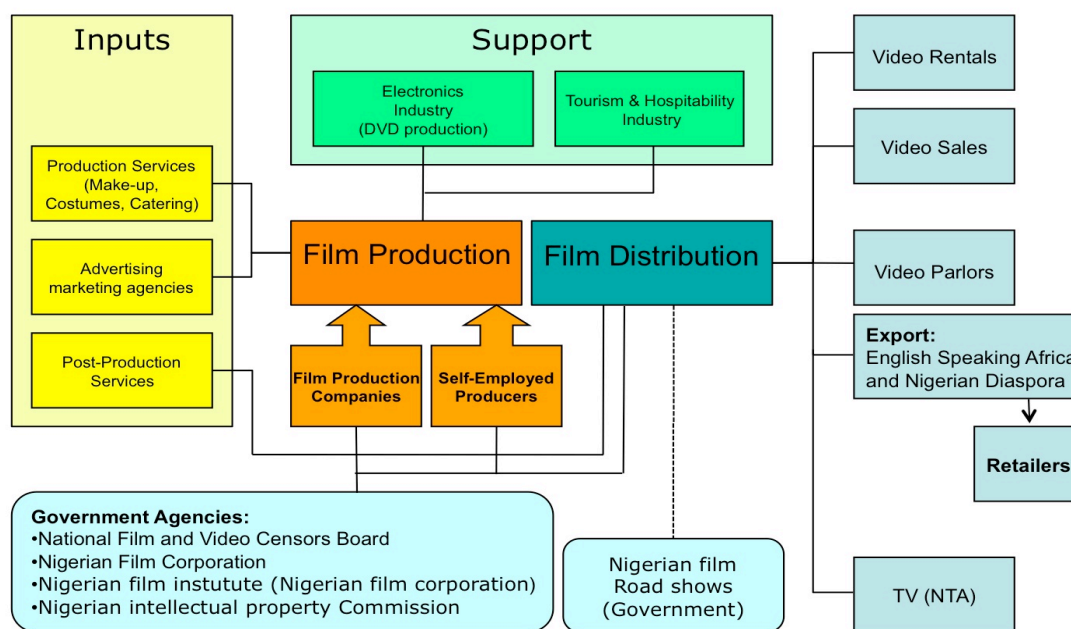 Inputs
Production Services
(Make-up,
Costumes, Catering)
Advertising
marketing agencies
Post-Production
Services
Support
Electronics
Industry
(DVD production)
Tourism & Hospitability
Industry
Film Production
Film Distribution
Film Production
Companies
Self-Employed
Producers
Government Agencies:
•National Film and Video Censors Board
•Nigerian Film Corporation
•Nigerian film instutute (Nigerian film corporation)
•Nigerian intellectual property Commission
Nigerian film
Road shows
(Government)
Video Rentals
Video Sales
Video Parlors
Export:
English Speaking Africa
and Nigerian Diaspora
Retailers
TV (NTA)